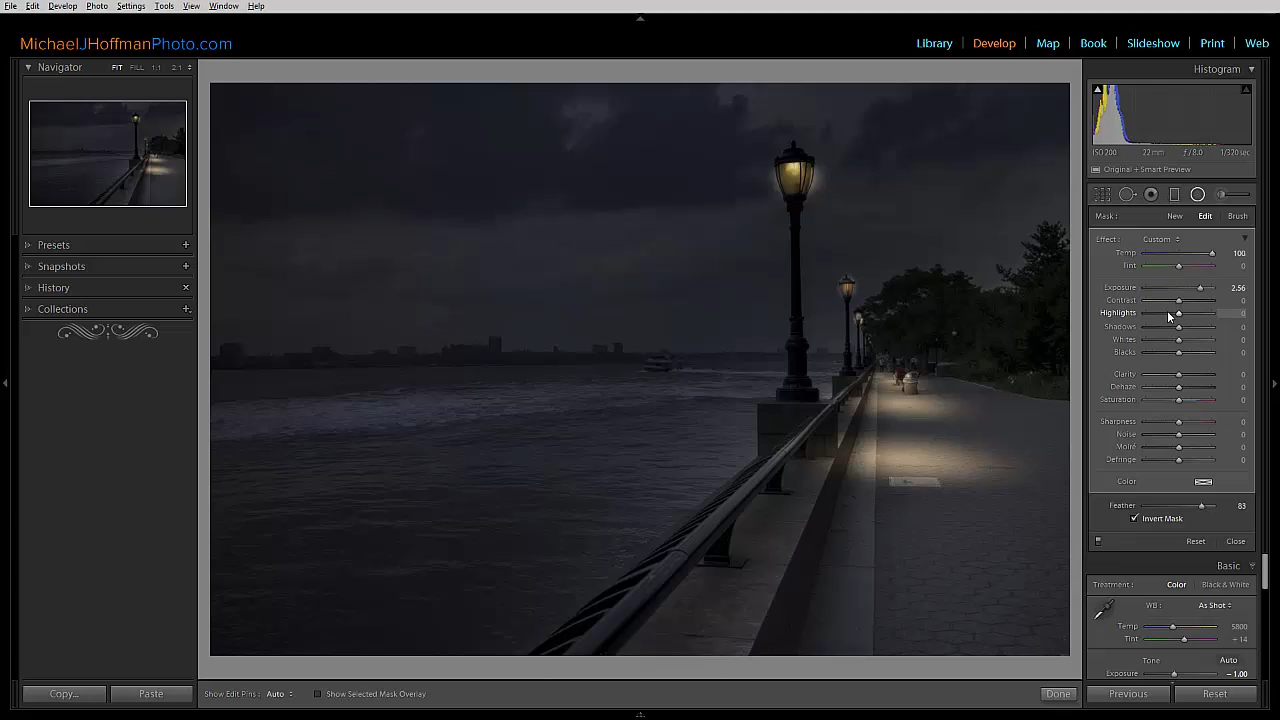 File Edit Develop Photo Settings Tools View Window Help
MichaelJHoffmanPhoto.com
Library | Develop | Map | Book | Slideshow | Print | Web
Navigator FIT FILL 1:1 2:1
Presets
Snapshots
History
Collections
Copy... Paste
Show Edit Pins : Auto Show Selected Mask Overlay Done
Histogram
ISO 200 22 mm ƒ / 8.0 1/320 sec
Original + Smart Preview
Mask : New Edit Brush
Effect : Custom
Temp 100
Tint 0
Exposure 2.56
Contrast 0
Highlights 0
Shadows 0
Whites 0
Blacks 0
Clarity 0
Dehaze 0
Saturation 0
Sharpness 0
Noise 0
Moiré 0
Defringe 0
Color
Feather 83
Invert Mask
Reset Close
Basic
Treatment : Color Black & White
WB : As Shot
Temp 5800
Tint + 14
Tone Auto
Exposure − 1.00
Previous Reset